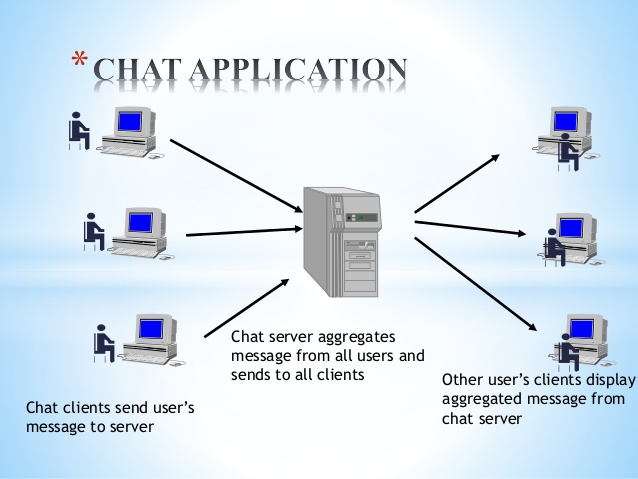 * CHAT APPLICATION
Chat server aggregates
message from all users and
sends to all clients
Other user's clients display
aggregated message from
chat server
Chat clients send user's
message to server